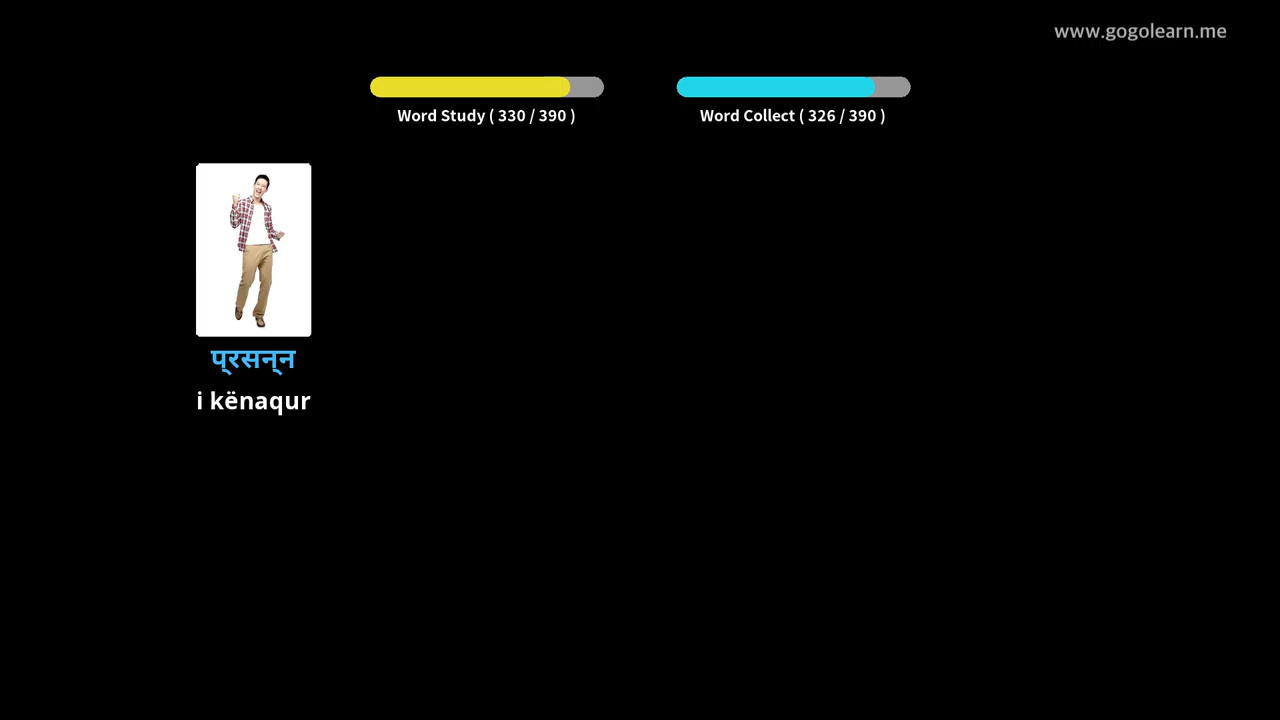 www.gogolearn.me
Word Study ( 330 / 390 )
Word Collect ( 326 / 390 )
प्रसन्न
i kënaqur